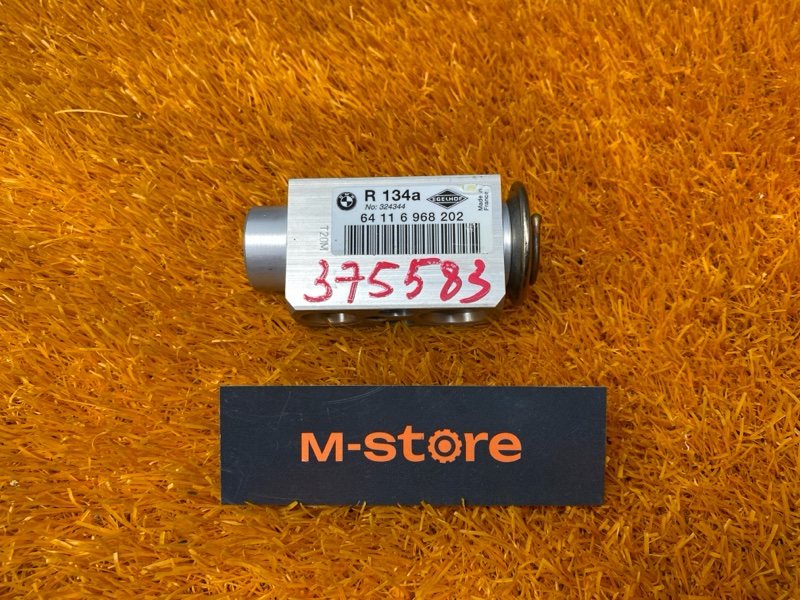 R 134a
No: 324344
EGELHOF
Made in
France
64 11 6 968 202
T20M
375583
M-store